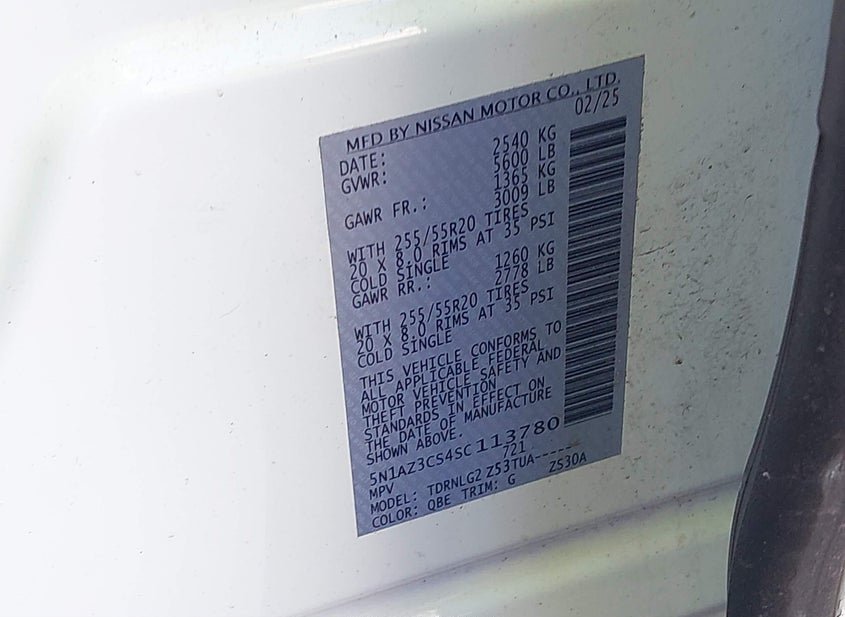 MFD BY NISSAN MOTOR CO., LTD.
DATE: 02/25
GVWR: 2540 KG
5600 LB
GAWR FR.: 1365 KG
3009 LB
WITH 255/55R20 TIRES
20 X 8.0 RIMS AT 35 PSI
COLD SINGLE
GAWR RR.: 1260 KG
2778 LB
WITH 255/55R20 TIRES
20 X 8.0 RIMS AT 35 PSI
COLD SINGLE
THIS VEHICLE CONFORMS TO
ALL APPLICABLE FEDERAL
MOTOR VEHICLE SAFETY AND
THEFT PREVENTION
STANDARDS IN EFFECT ON
THE DATE OF MANUFACTURE
SHOWN ABOVE.
5N1AZ3CS4SC113780
MPV 721
MODEL: TDRNLG2 Z53TUA------
COLOR: QBE TRIM: G ZS30A